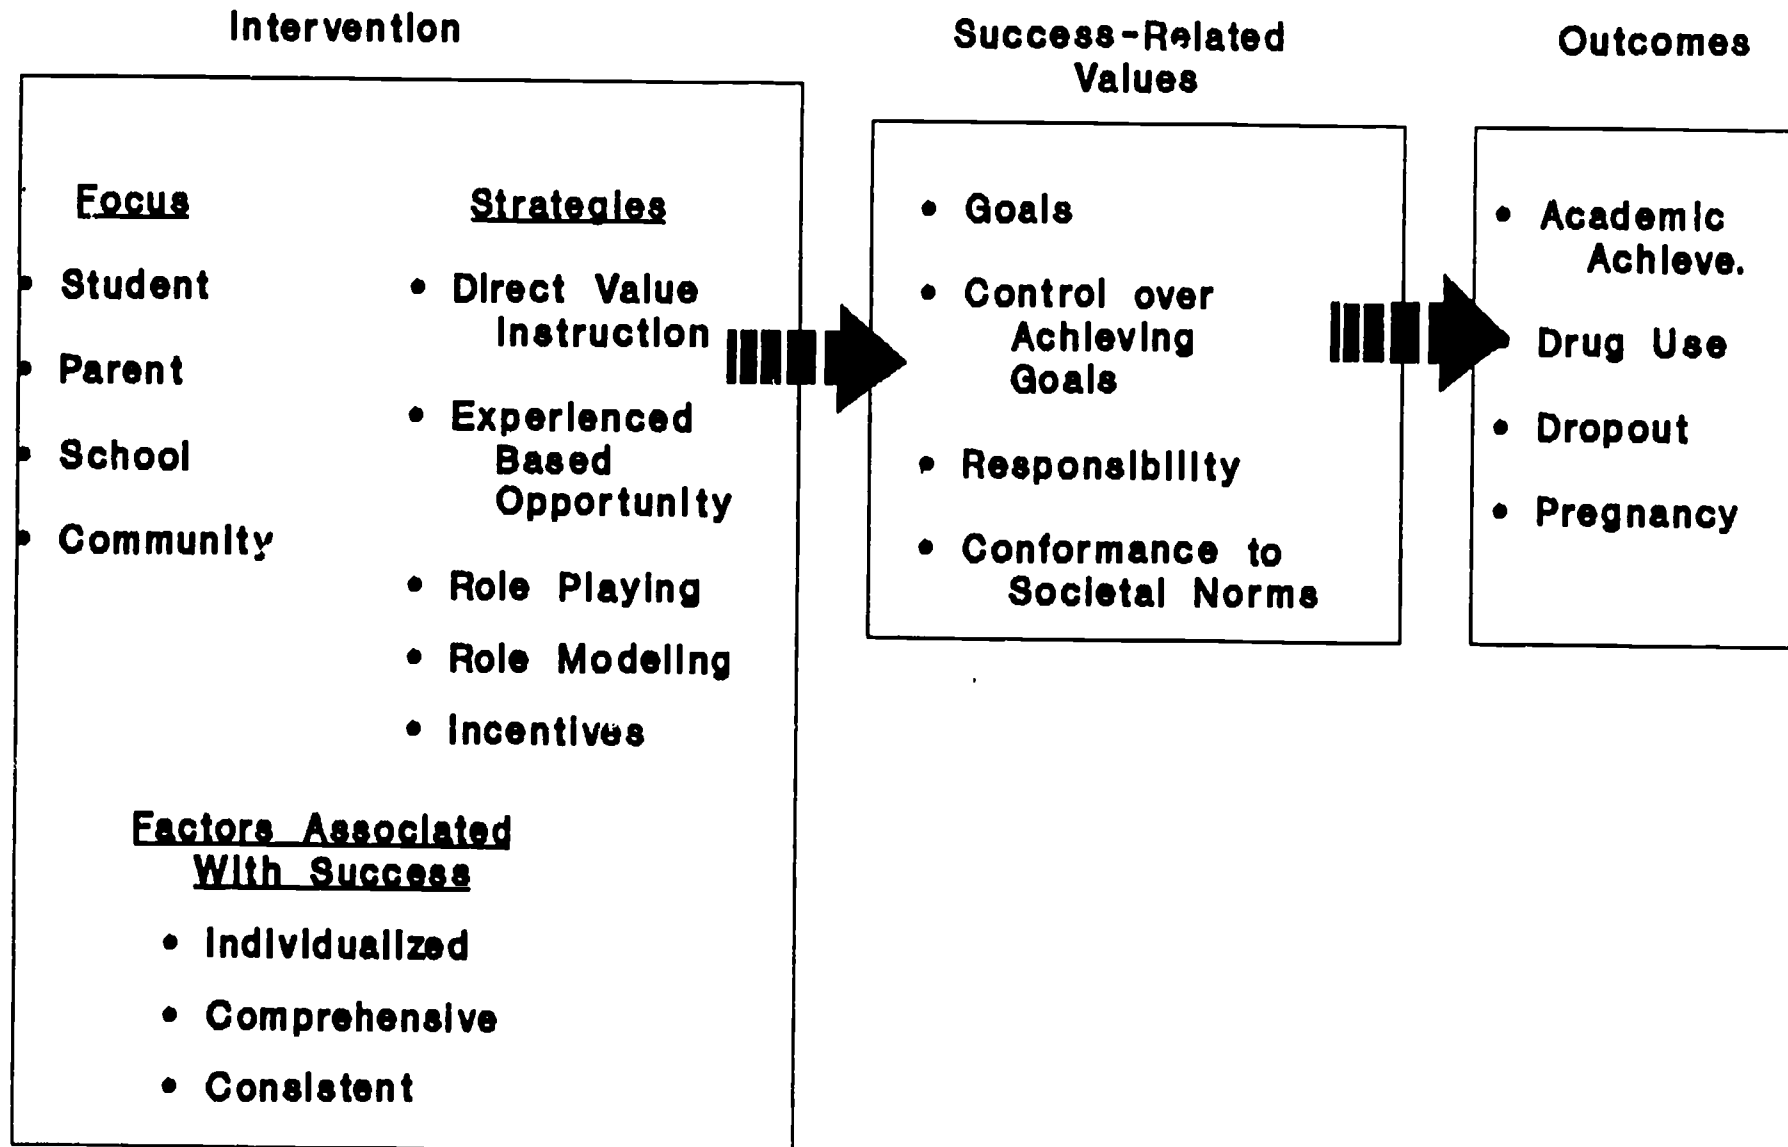 Intervention
Success-Related
Values
Outcomes
Focus
• Student
• Parent
• School
• Community
Strategies
• Direct Value
Instruction
• Experienced
Based
Opportunity
• Role Playing
• Role Modeling
• Incentives
Factors Associated
With Success
• Individualized
• Comprehensive
• Consistent
• Goals
• Control over
Achieving
Goals
• Responsibility
• Conformance to
Societal Norms
• Academic
Achieve.
• Drug Use
• Dropout
• Pregnancy